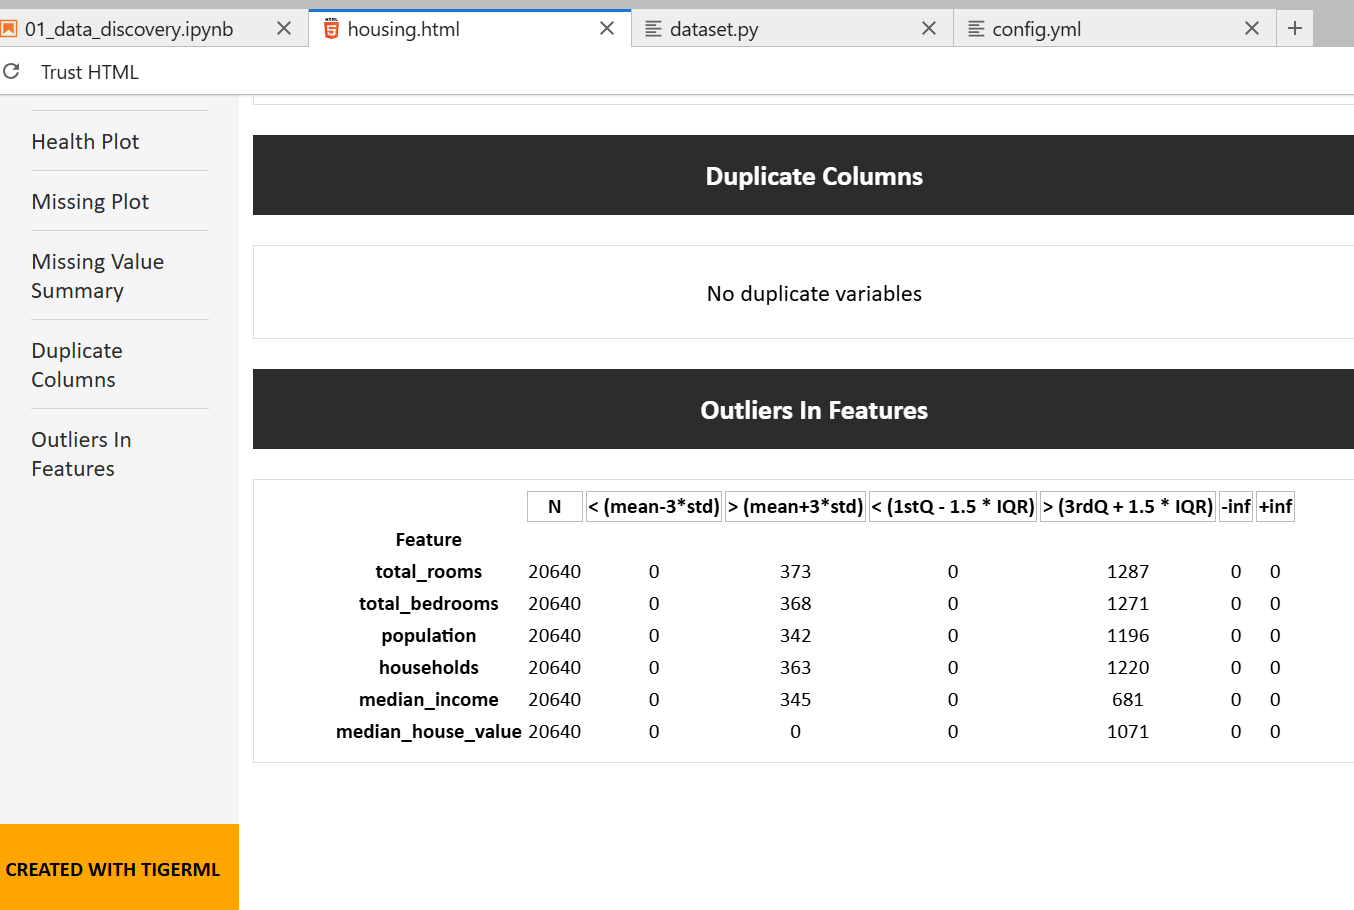 01_data_discovery.ipynb
housing.html
dataset.py
config.yml
Trust HTML
Health Plot
Missing Plot
Missing Value
Summary
Duplicate
Columns
Outliers In
Features
CREATED WITH TIGERML
Duplicate Columns
No duplicate variables
Outliers In Features
N < (mean-3*std) > (mean+3*std) < (1stQ - 1.5 * IQR) > (3rdQ + 1.5 * IQR) -inf +inf
Feature
total_rooms 20640 0 373 0 1287 0 0
total_bedrooms 20640 0 368 0 1271 0 0
population 20640 0 342 0 1196 0 0
households 20640 0 363 0 1220 0 0
median_income 20640 0 345 0 681 0 0
median_house_value 20640 0 0 0 1071 0 0